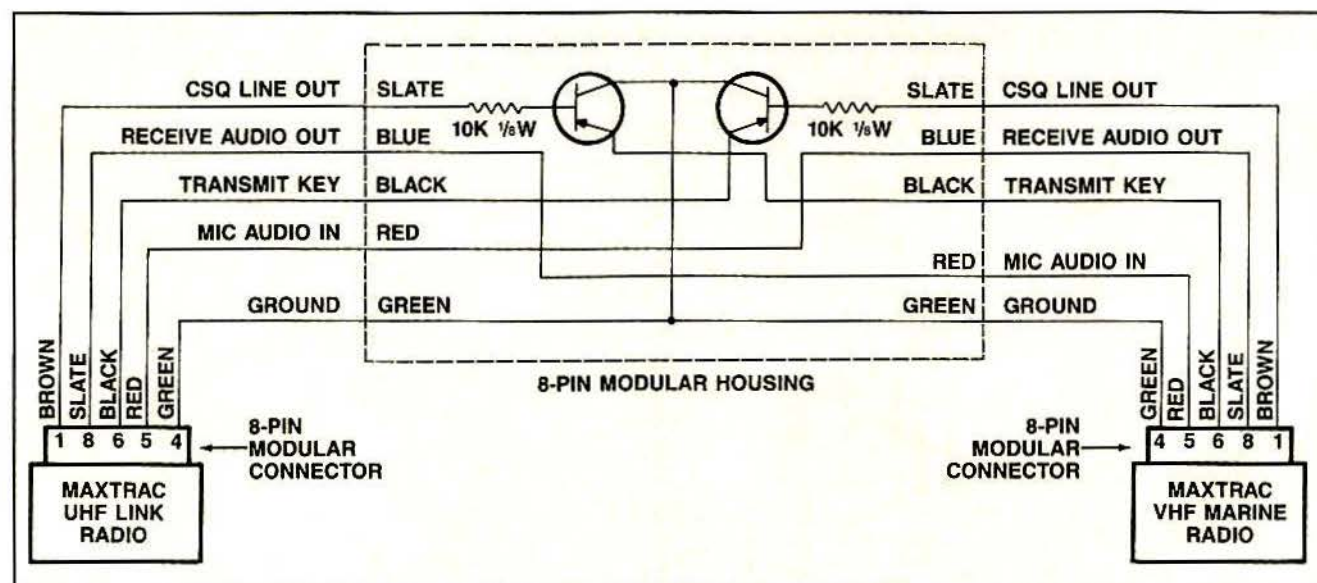 CSQ LINE OUT SLATE SLATE CSQ LINE OUT
10K 1/8W 10K 1/8W
RECEIVE AUDIO OUT BLUE BLUE RECEIVE AUDIO OUT
TRANSMIT KEY BLACK BLACK TRANSMIT KEY
MIC AUDIO IN RED
RED MIC AUDIO IN
GROUND GREEN GREEN GROUND
8-PIN MODULAR HOUSING
BROWN
SLATE
BLACK
RED
GREEN
1 8 6 5 4
8-PIN
MODULAR
CONNECTOR
MAXTRAC
UHF LINK
RADIO
GREEN
RED
BLACK
SLATE
BROWN
8-PIN
MODULAR
CONNECTOR
4 5 6 8 1
MAXTRAC
VHF MARINE
RADIO